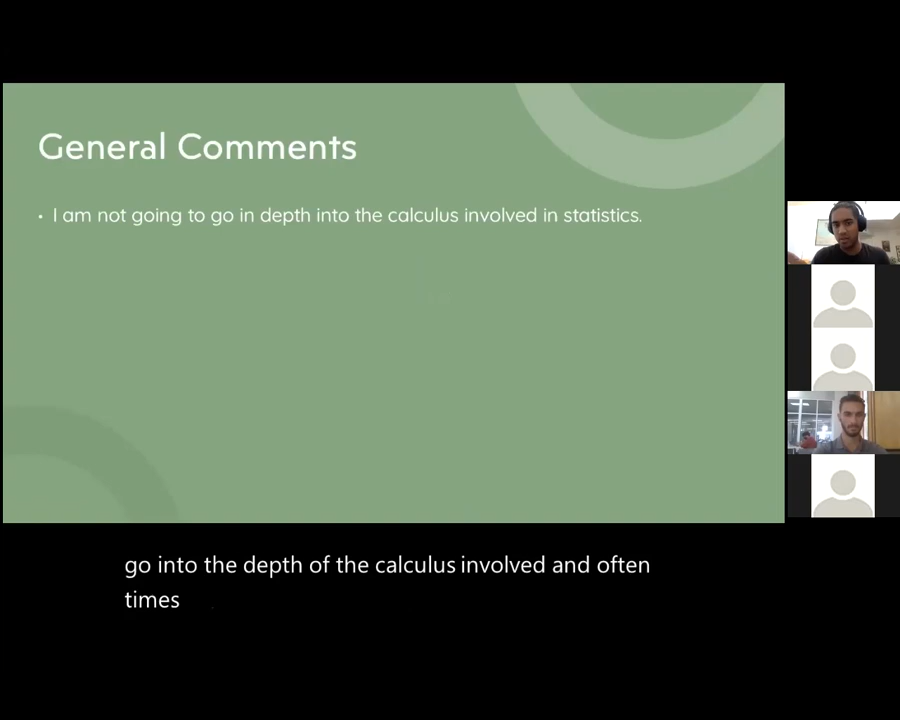 General Comments
• I am not going to go in depth into the calculus involved in statistics.
go into the depth of the calculus involved and often
times